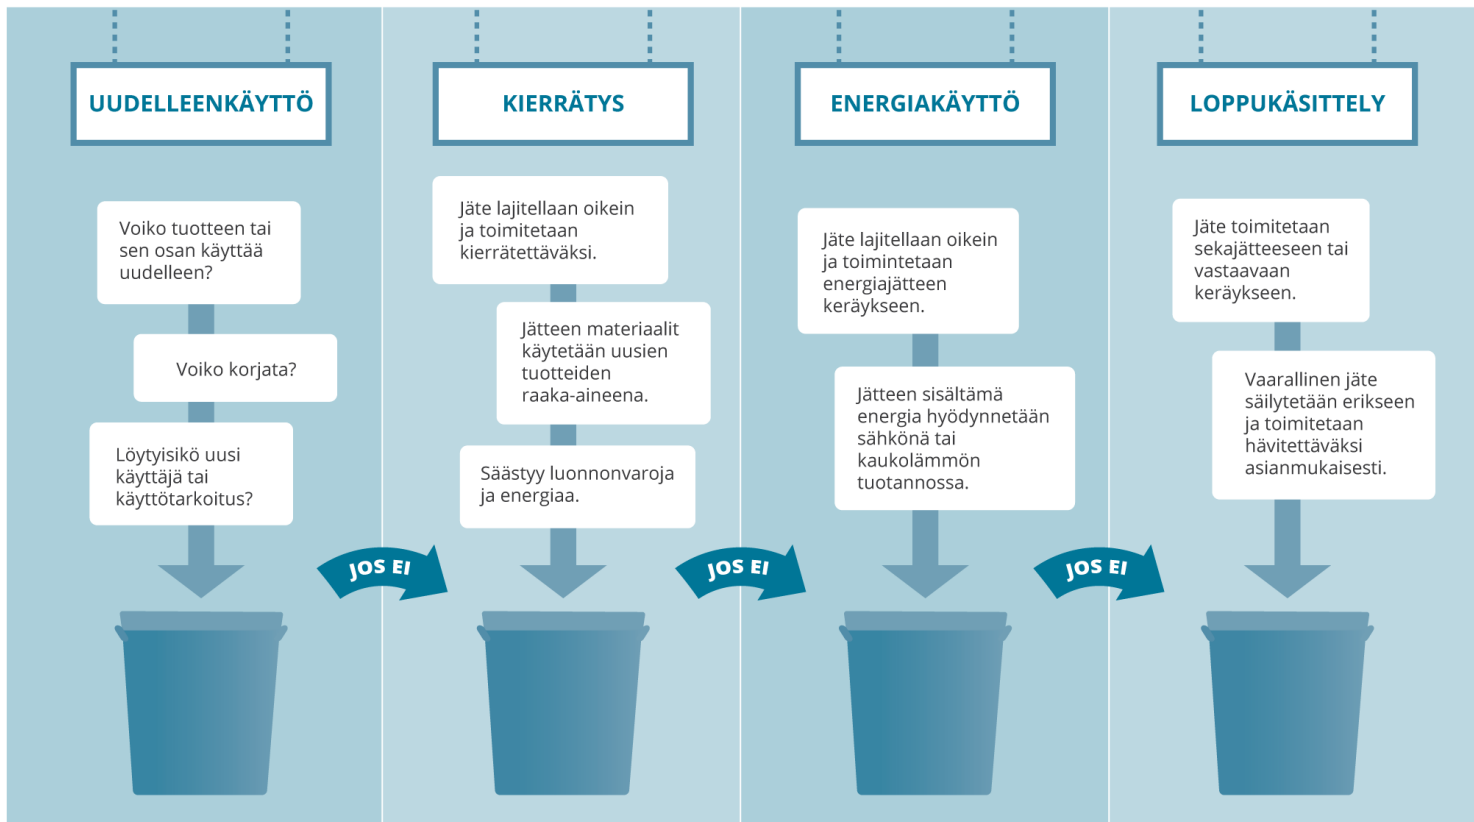 UUDELLEENKÄYTTÖ
Voiko tuotteen tai
sen osan käyttää
uudelleen?
Voiko korjata?
Löytyisikö uusi
käyttäjä tai
käyttötarkoitus?
JOS EI
KIERRÄTYS
Jäte lajitellaan oikein
ja toimitetaan
kierrätettäväksi.
Jätteen materiaalit
käytetään uusien
tuotteiden
raaka-aineena.
Säästyy luonnonvaroja
ja energiaa.
JOS EI
ENERGIAKÄYTTÖ
Jäte lajitellaan oikein
ja toimintetaan
energiajätteen
keräykseen.
Jätteen sisältämä
energia hyödynnetään
sähkönä tai
kaukolämmön
tuotannossa.
JOS EI
LOPPUKÄSITTELY
Jäte toimitetaan
sekajätteeseen tai
vastaavaan
keräykseen.
Vaarallinen jäte
säilytetään erikseen
ja toimitetaan
hävitettäväksi
asianmukaisesti.